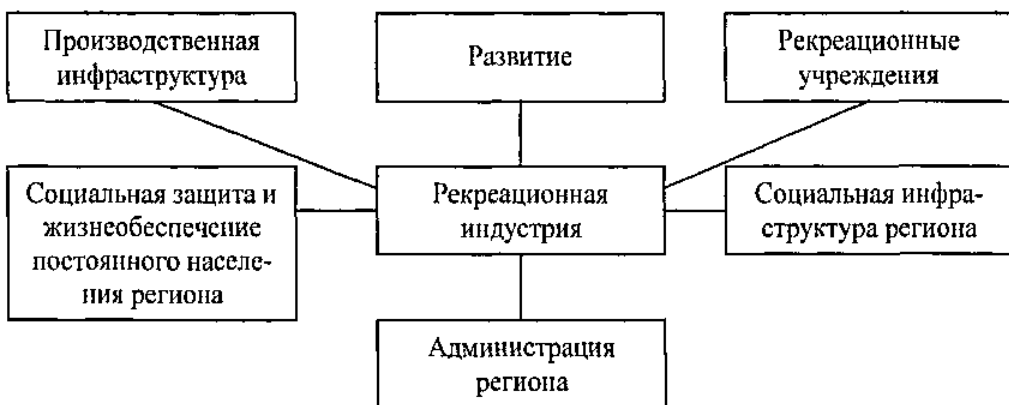 Производственная
инфраструктура
Развитие
Рекреационные
учреждения
Социальная защита и
жизнеобеспечение
постоянного населе-
ния региона
Рекреационная
индустрия
Социальная инфра-
структура региона
Администрация
региона